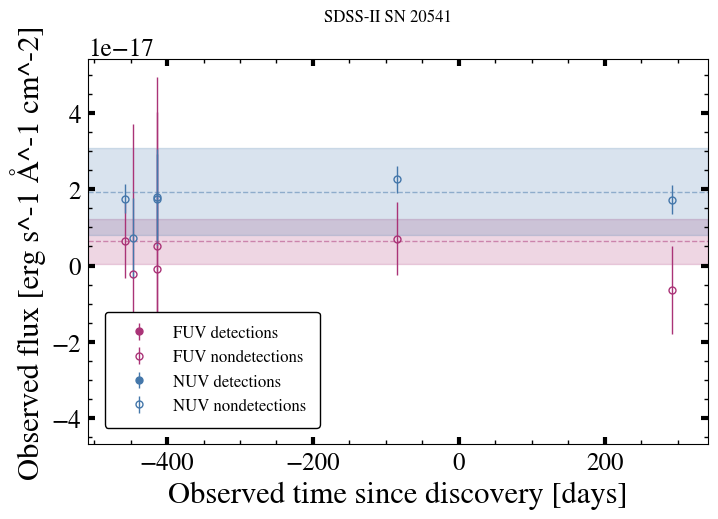 SDSS-II SN 20541
1e−17
Observed flux [erg s^-1 Å^-1 cm^-2]
4
2
0
−2
−4
FUV detections
FUV nondetections
NUV detections
NUV nondetections
−400
−200
0
200
Observed time since discovery [days]